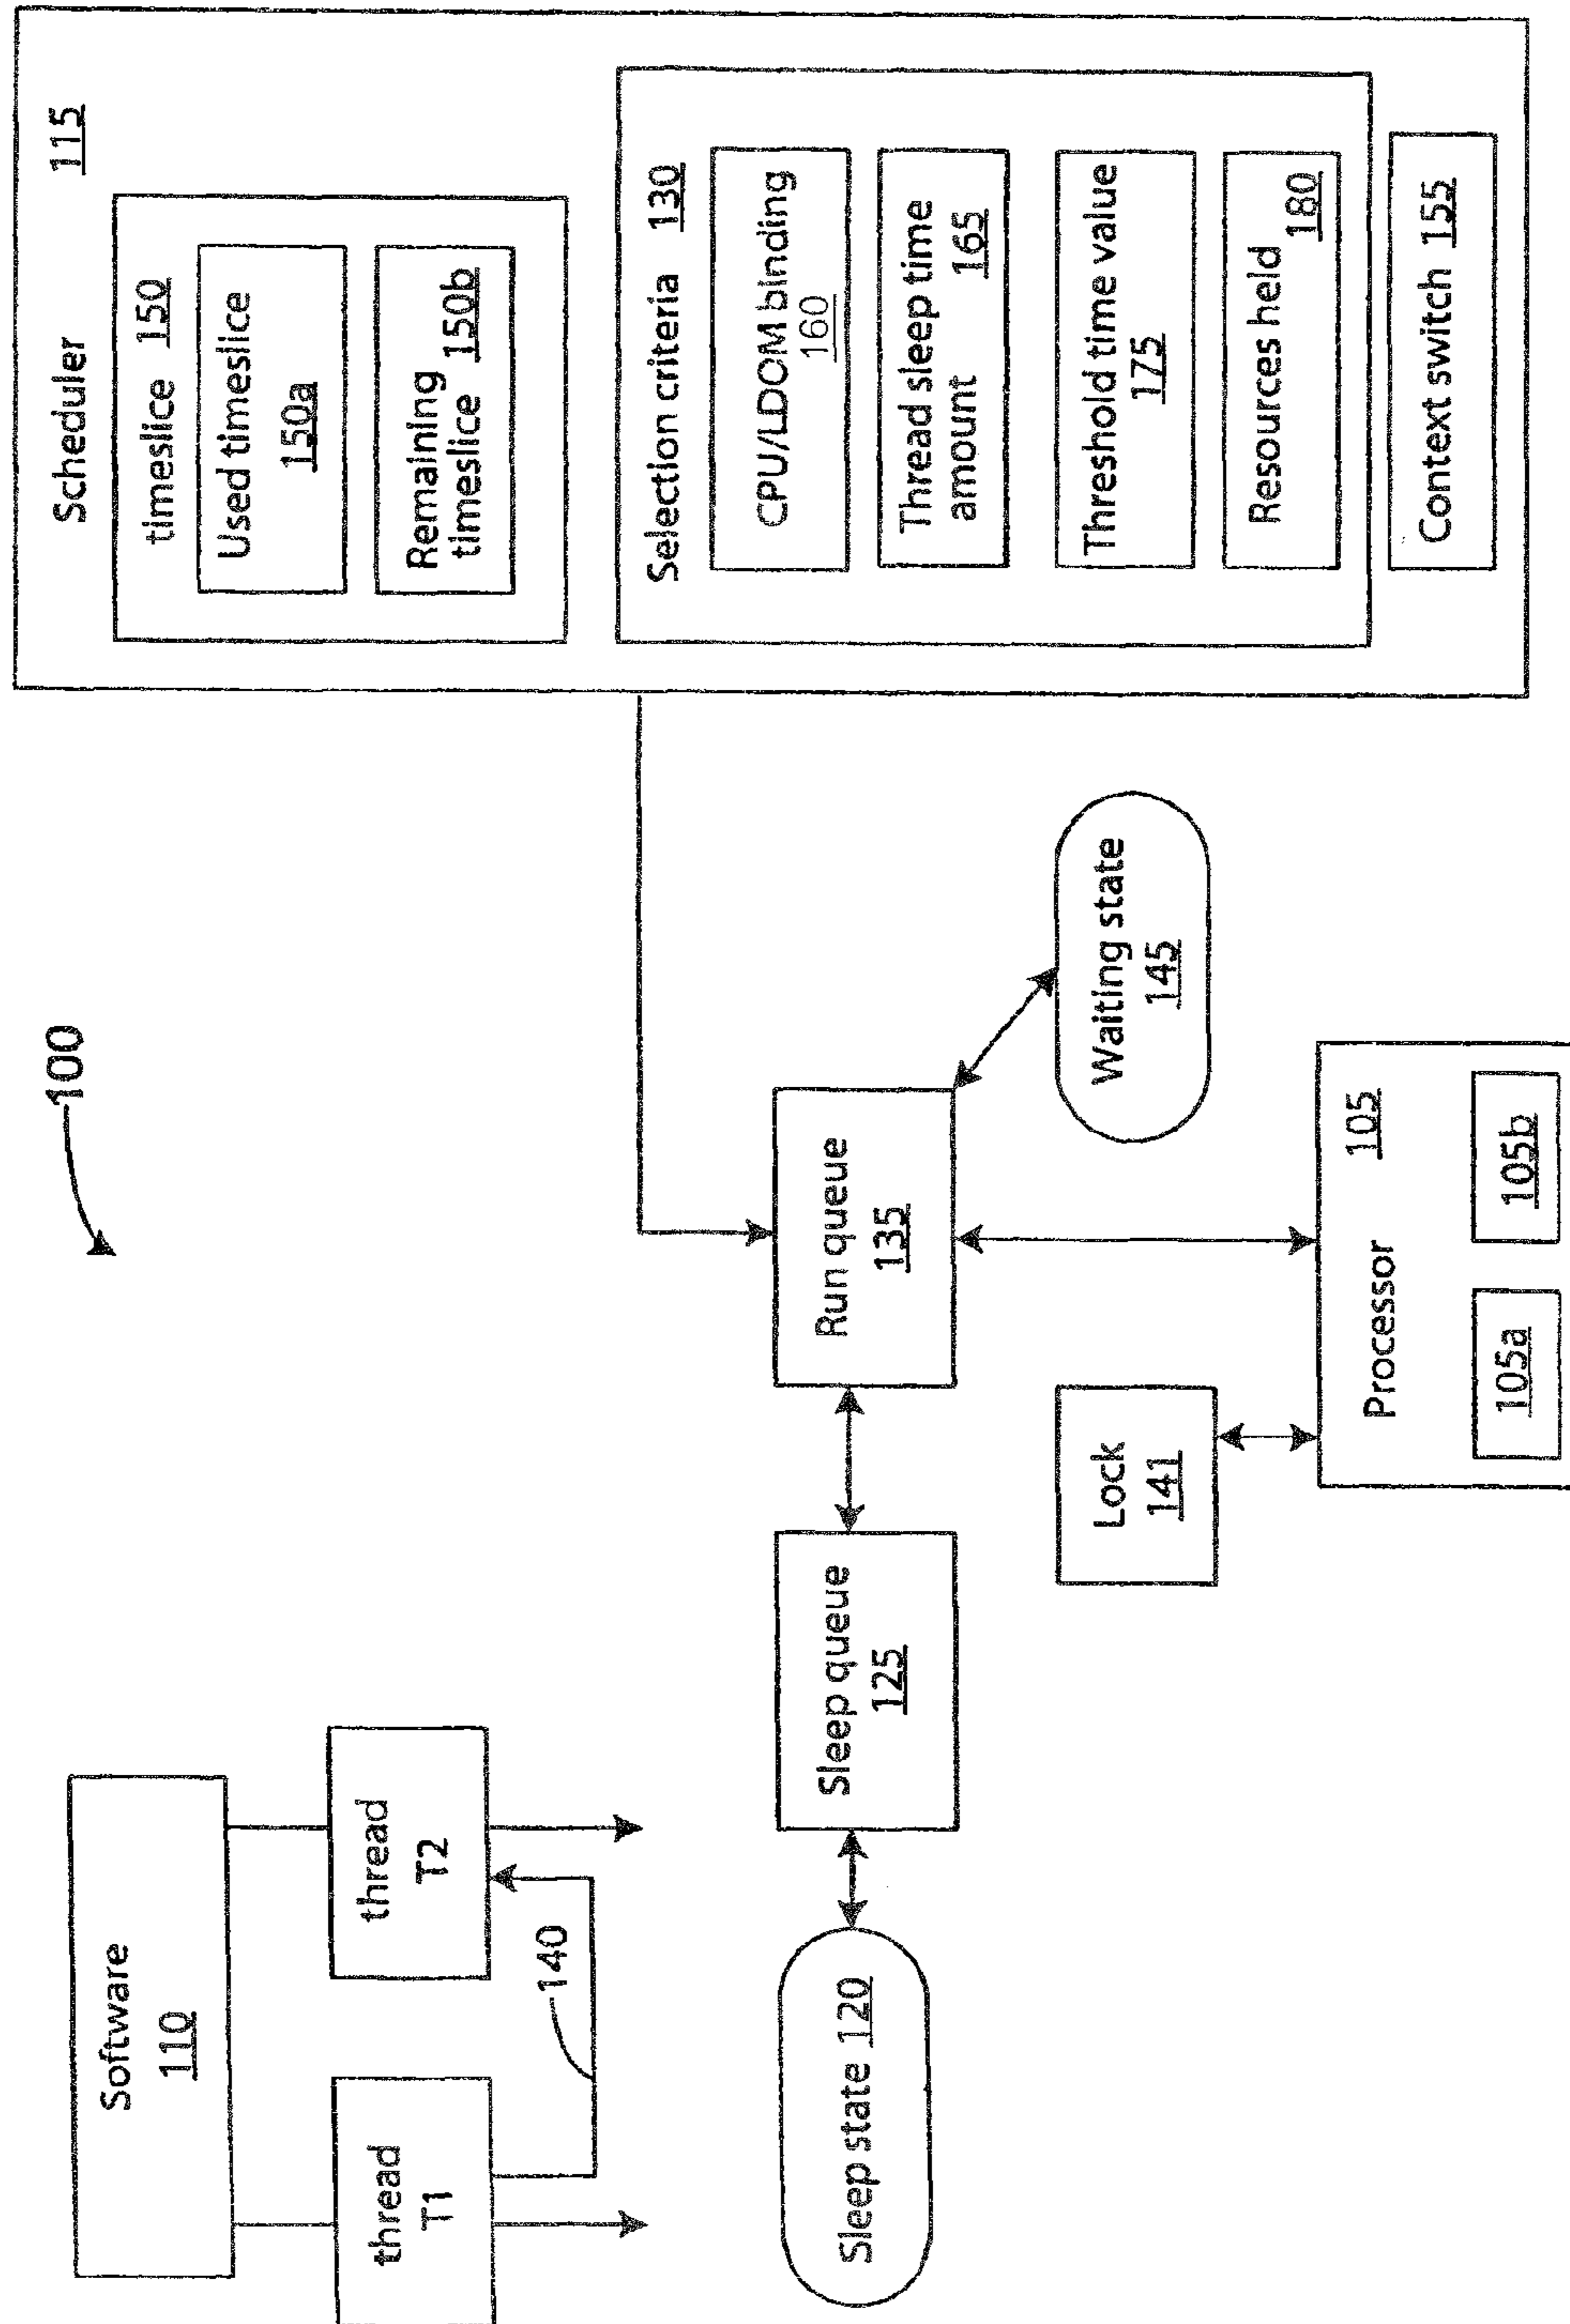 100
Software
110
thread
T1
thread
T2
140
Sleep state 120
Sleep queue
125
Run queue
135
Waiting state
145
Lock
141
Processor 105
105a
105b
Scheduler 115
timeslice 150
Used timeslice
150a
Remaining
timeslice 150b
Selection criteria 130
CPU/LDOM binding
160
Thread sleep time
amount 165
Threshold time value
175
Resources held
180
Context switch 155